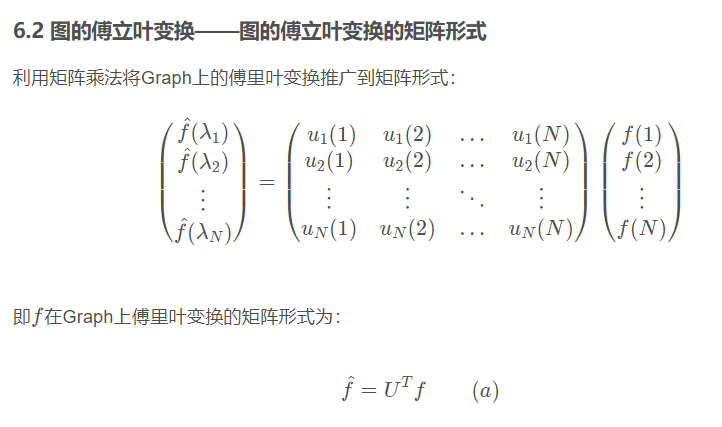 6.2 图的傅立叶变换——图的傅立叶变换的矩阵形式
利用矩阵乘法将Graph上的傅里叶变换推广到矩阵形式：
\begin{pmatrix} \hat{f}(\lambda_1) \\ \hat{f}(\lambda_2) \\ \vdots \\ \hat{f}(\lambda_N) \end{pmatrix} = \begin{pmatrix} u_1(1) & u_1(2) & \dots & u_1(N) \\ u_2(1) & u_2(2) & \dots & u_2(N) \\ \vdots & \vdots & \ddots & \vdots \\ u_N(1) & u_N(2) & \dots & u_N(N) \end{pmatrix} \begin{pmatrix} f(1) \\ f(2) \\ \vdots \\ f(N) \end{pmatrix}
即f在Graph上傅里叶变换的矩阵形式为：
\hat{f} = U^T f \qquad (a)